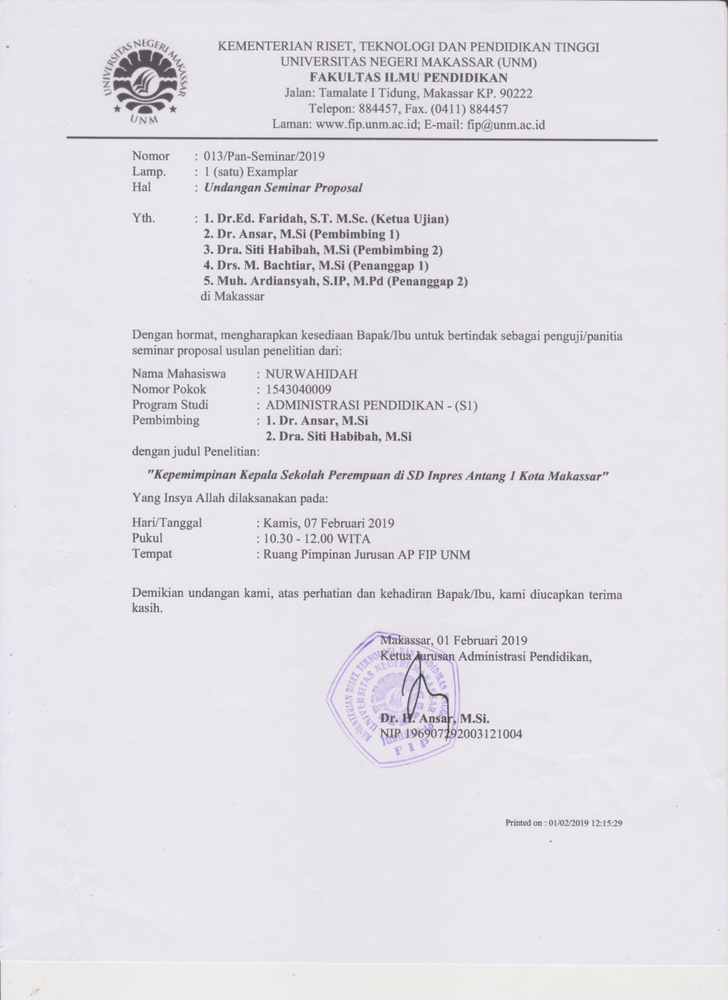 UNIVERSITAS NEGERI MAKASSAR
UNM
KEMENTERIAN RISET, TEKNOLOGI DAN PENDIDIKAN TINGGI
UNIVERSITAS NEGERI MAKASSAR (UNM)
FAKULTAS ILMU PENDIDIKAN
Jalan: Tamalate I Tidung, Makassar KP. 90222
Telepon: 884457, Fax. (0411) 884457
Laman: www.fip.unm.ac.id; E-mail: fip@unm.ac.id
Nomor : 013/Pan-Seminar/2019
Lamp. : 1 (satu) Examplar
Hal : Undangan Seminar Proposal
Yth. : 1. Dr.Ed. Faridah, S.T. M.Sc. (Ketua Ujian)
2. Dr. Ansar, M.Si (Pembimbing 1)
3. Dra. Siti Habibah, M.Si (Pembimbing 2)
4. Drs. M. Bachtiar, M.Si (Penanggap 1)
5. Muh. Ardiansyah, S.IP, M.Pd (Penanggap 2)
di Makassar
Dengan hormat, mengharapkan kesediaan Bapak/Ibu untuk bertindak sebagai penguji/panitia
seminar proposal usulan penelitian dari:
Nama Mahasiswa : NURWAHIDAH
Nomor Pokok : 1543040009
Program Studi : ADMINISTRASI PENDIDIKAN - (S1)
Pembimbing : 1. Dr. Ansar, M.Si
2. Dra. Siti Habibah, M.Si
dengan judul Penelitian:
"Kepemimpinan Kepala Sekolah Perempuan di SD Inpres Antang 1 Kota Makassar"
Yang Insya Allah dilaksanakan pada:
Hari/Tanggal : Kamis, 07 Februari 2019
Pukul : 10.30 - 12.00 WITA
Tempat : Ruang Pimpinan Jurusan AP FIP UNM
Demikian undangan kami, atas perhatian dan kehadiran Bapak/Ibu, kami diucapkan terima
kasih.
Makassar, 01 Februari 2019
Ketua Jurusan Administrasi Pendidikan,
KEMENTERIAN RISET, TEKNOLOGI DAN PENDIDIKAN TINGGI
UNIVERSITAS NEGERI MAKASSAR
JURUSAN AP
FIP
Dr. H. Ansar, M.Si.
NIP 196907292003121004
Printed on : 01/02/2019 12:15:29